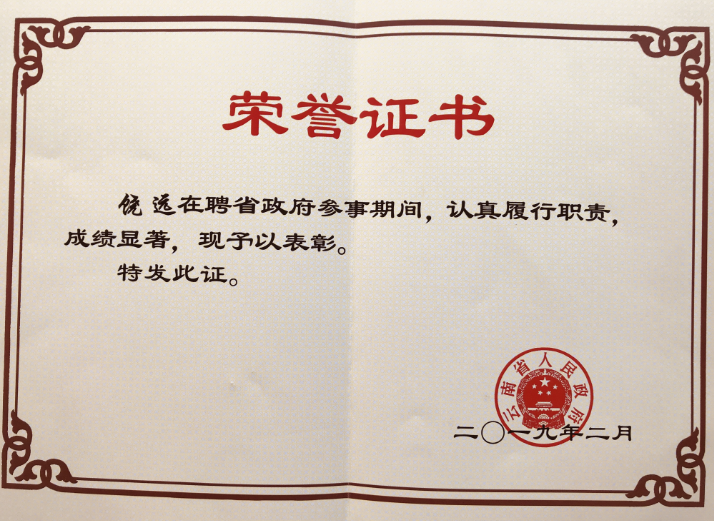 荣誉证书
饶 远在聘省政府参事期间，认真履行职责，
成绩显著，现予以表彰。
特发此证。
云南省人民政府
二〇一九年二月